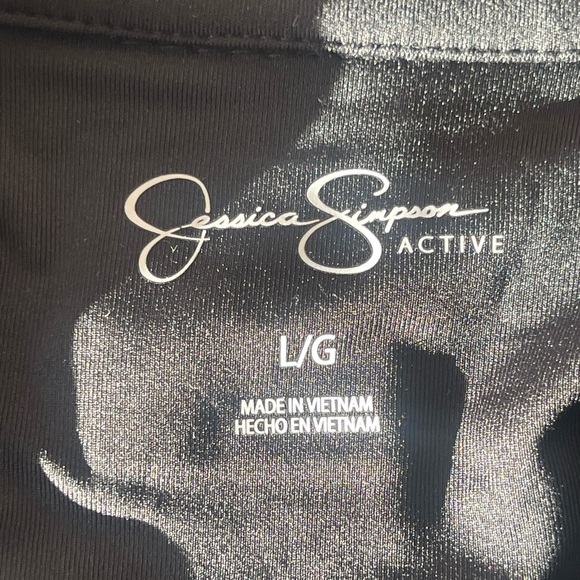 Jessica Simpson
ACTIVE
L/G
MADE IN VIETNAM
HECHO EN VIETNAM